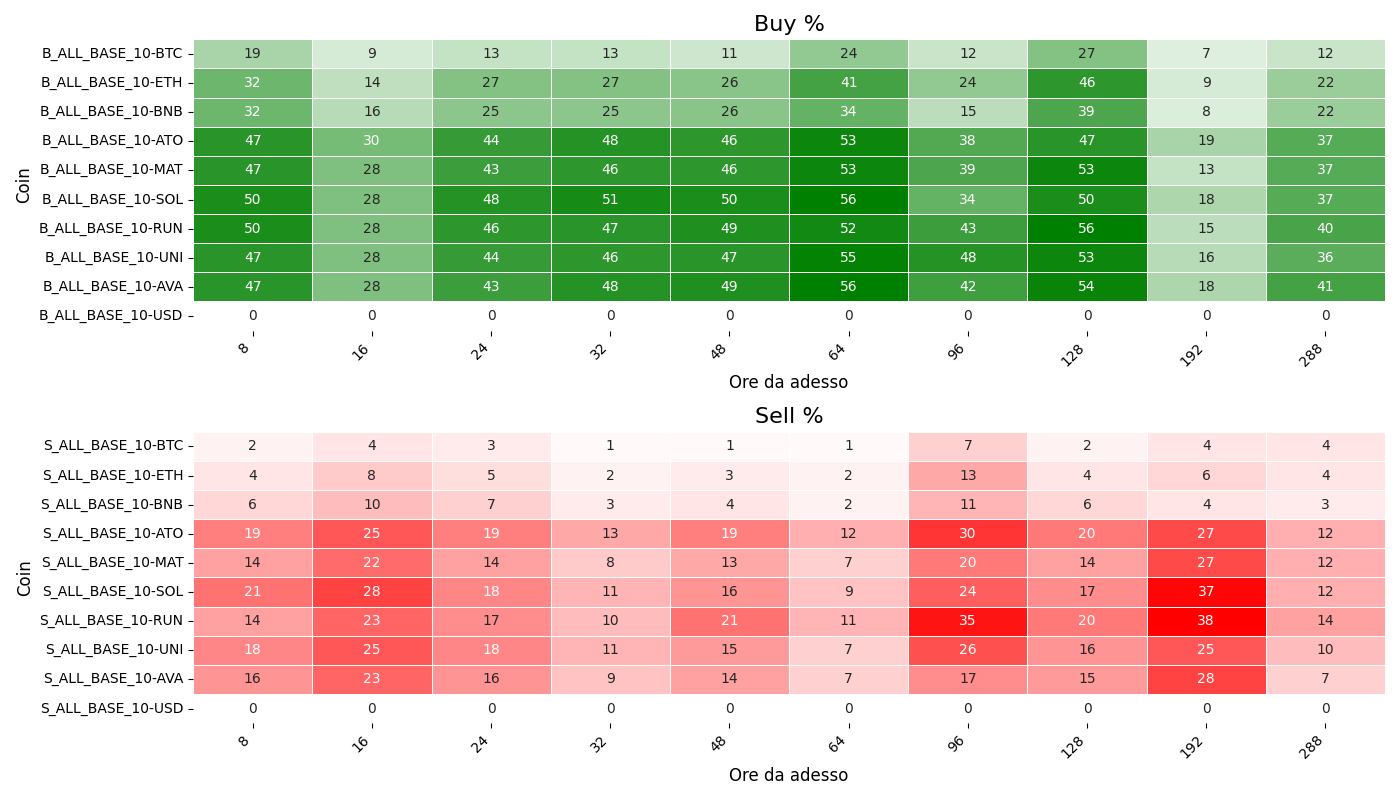 Buy %
Coin
B_ALL_BASE_10-BTC 19 9 13 13 11 24 12 27 7 12
B_ALL_BASE_10-ETH 32 14 27 27 26 41 24 46 9 22
B_ALL_BASE_10-BNB 32 16 25 25 26 34 15 39 8 22
B_ALL_BASE_10-ATO 47 30 44 48 46 53 38 47 19 37
B_ALL_BASE_10-MAT 47 28 43 46 46 53 39 53 13 37
B_ALL_BASE_10-SOL 50 28 48 51 50 56 34 50 18 37
B_ALL_BASE_10-RUN 50 28 46 47 49 52 43 56 15 40
B_ALL_BASE_10-UNI 47 28 44 46 47 55 48 53 16 36
B_ALL_BASE_10-AVA 47 28 43 48 49 56 42 54 18 41
B_ALL_BASE_10-USD 0 0 0 0 0 0 0 0 0 0
8 16 24 32 48 64 96 128 192 288
Ore da adesso
Sell %
Coin
S_ALL_BASE_10-BTC 2 4 3 1 1 1 7 2 4 4
S_ALL_BASE_10-ETH 4 8 5 2 3 2 13 4 6 4
S_ALL_BASE_10-BNB 6 10 7 3 4 2 11 6 4 3
S_ALL_BASE_10-ATO 19 25 19 13 19 12 30 20 27 12
S_ALL_BASE_10-MAT 14 22 14 8 13 7 20 14 27 12
S_ALL_BASE_10-SOL 21 28 18 11 16 9 24 17 37 12
S_ALL_BASE_10-RUN 14 23 17 10 21 11 35 20 38 14
S_ALL_BASE_10-UNI 18 25 18 11 15 7 26 16 25 10
S_ALL_BASE_10-AVA 16 23 16 9 14 7 17 15 28 7
S_ALL_BASE_10-USD 0 0 0 0 0 0 0 0 0 0
8 16 24 32 48 64 96 128 192 288
Ore da adesso